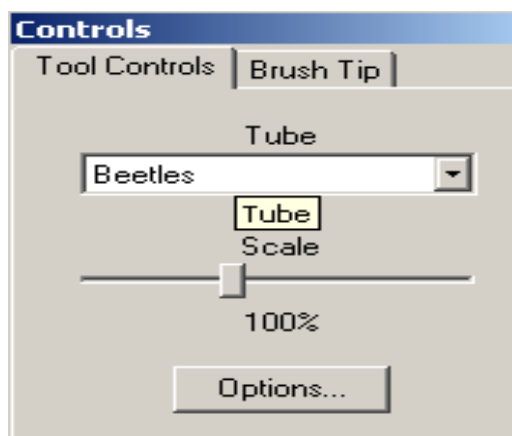 Controls
Tool Controls Brush Tip
Tube
Beetles
Tube
Scale
100%
Options...